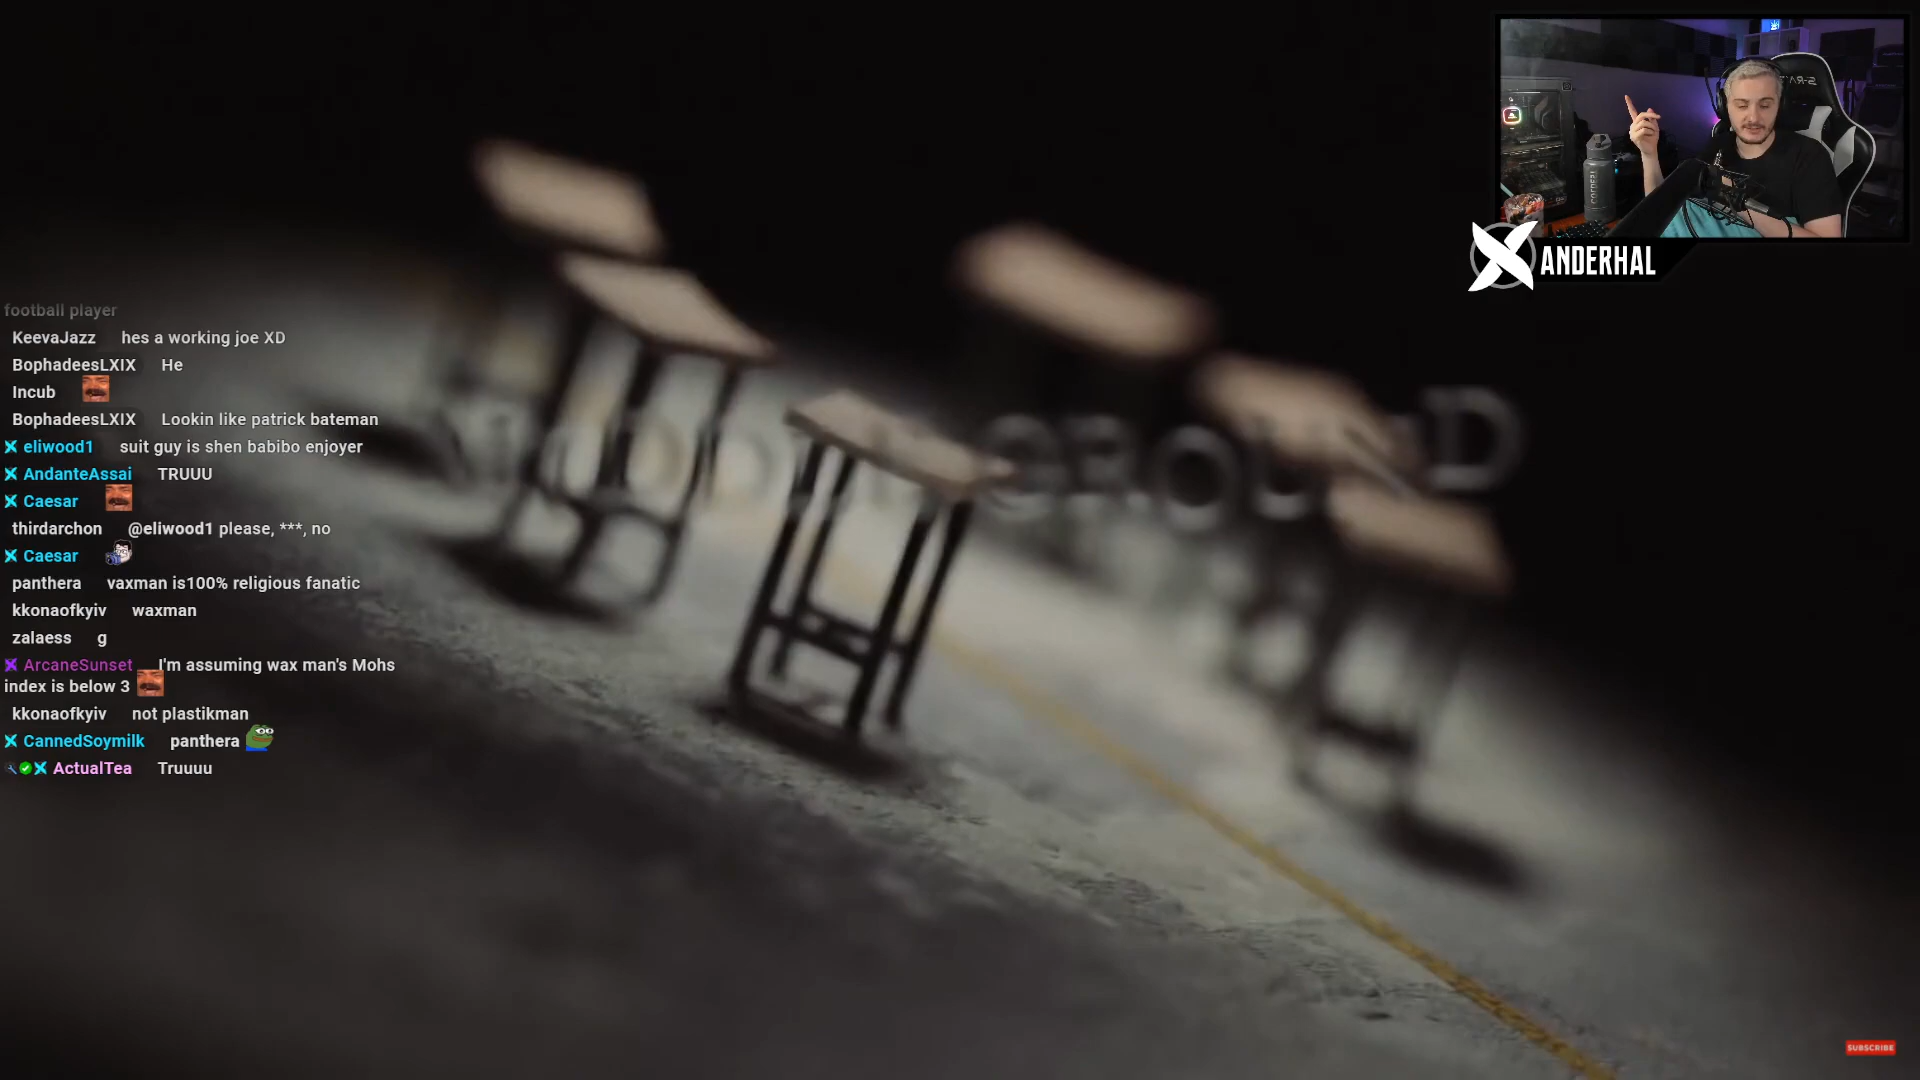 ANDERHAL
football player
KeevaJazz hes a working joe XD
BophadeesLXIX He
Incub
BophadeesLXIX Lookin like patrick bateman
eliwood1 suit guy is shen babibo enjoyer
AndanteAssai TRUUU
Caesar
thirdarchon @eliwood1 please, ***, no
Caesar
panthera vaxman is100% religious fanatic
kkonaofkyiv waxman
zalaess g
ArcaneSunset I'm assuming wax man's Mohs
index is below 3
kkonaofkyiv not plastikman
CannedSoymilk panthera
ActualTea Truuuu
GROUND
SUBSCRIBE